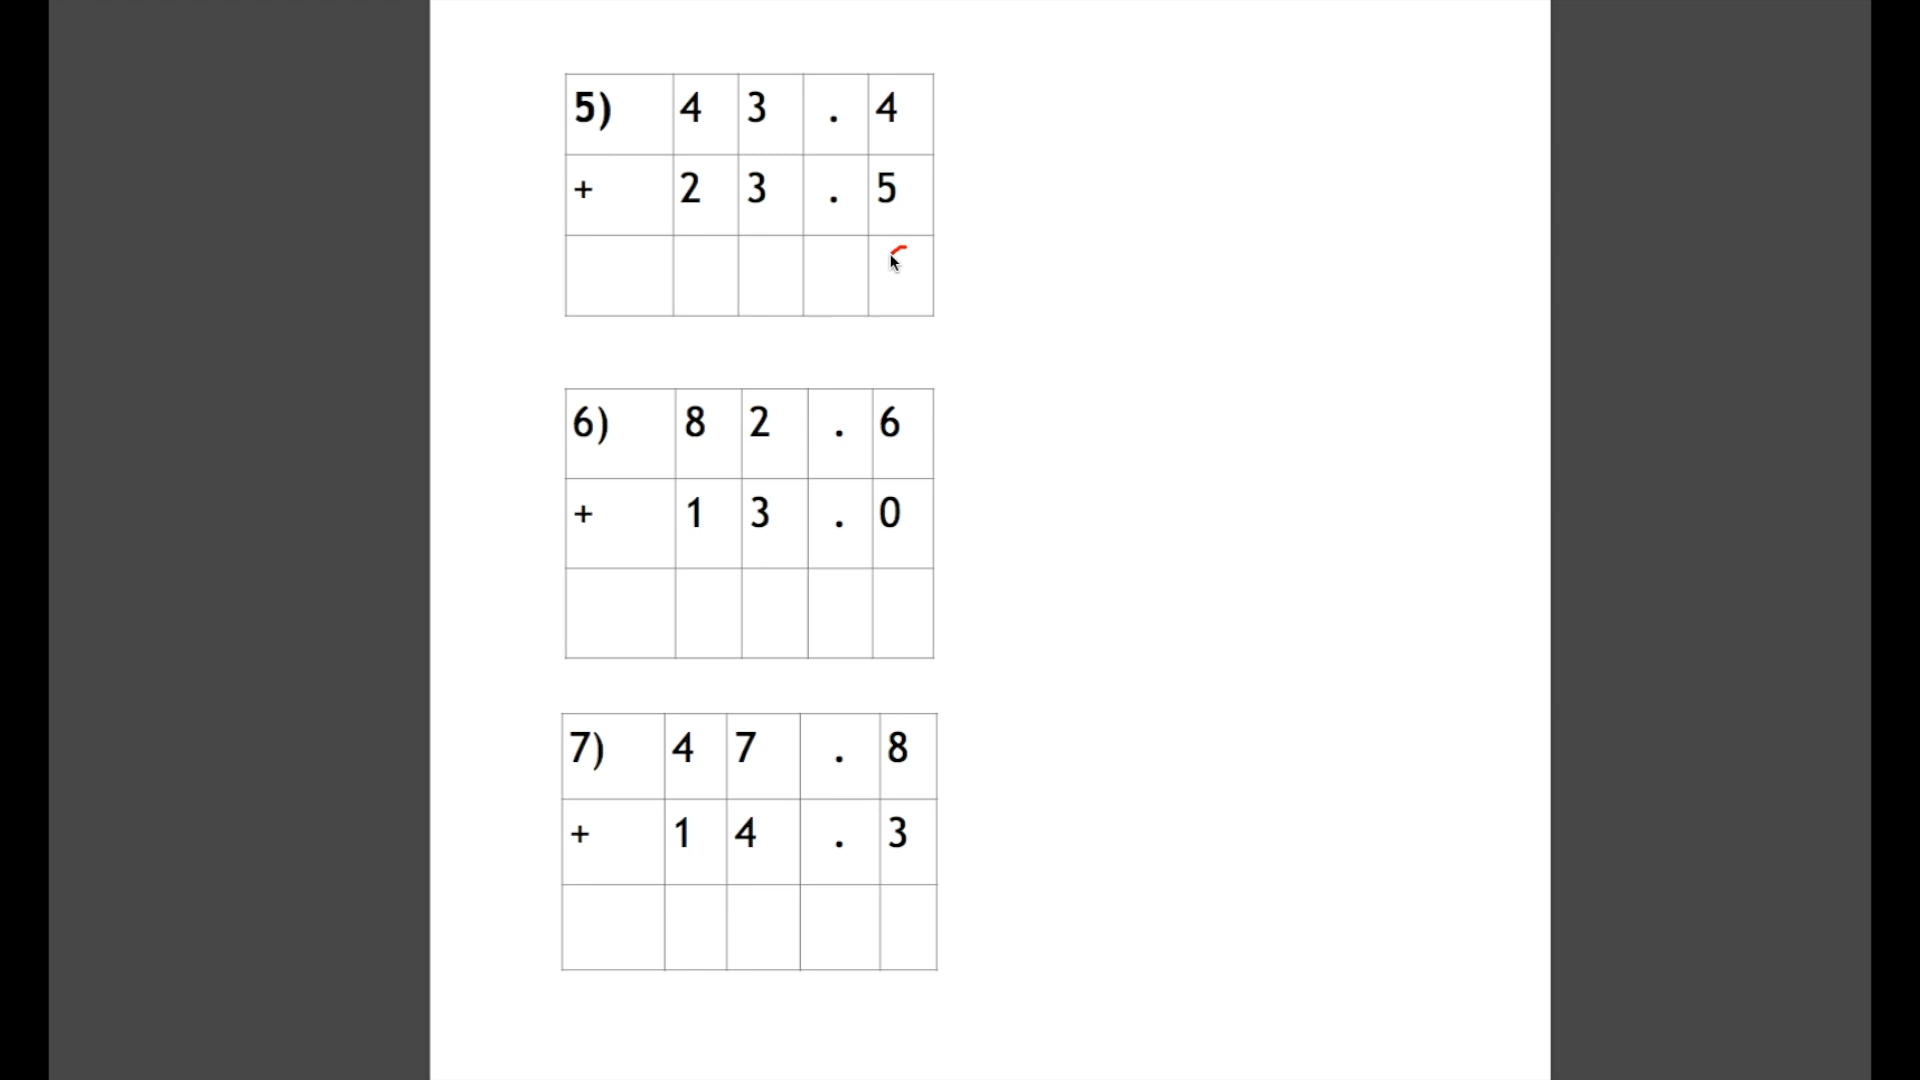 5) 4 3 . 4
+ 2 3 . 5
6) 8 2 . 6
+ 1 3 . 0
7) 4 7 . 8
+ 1 4 . 3